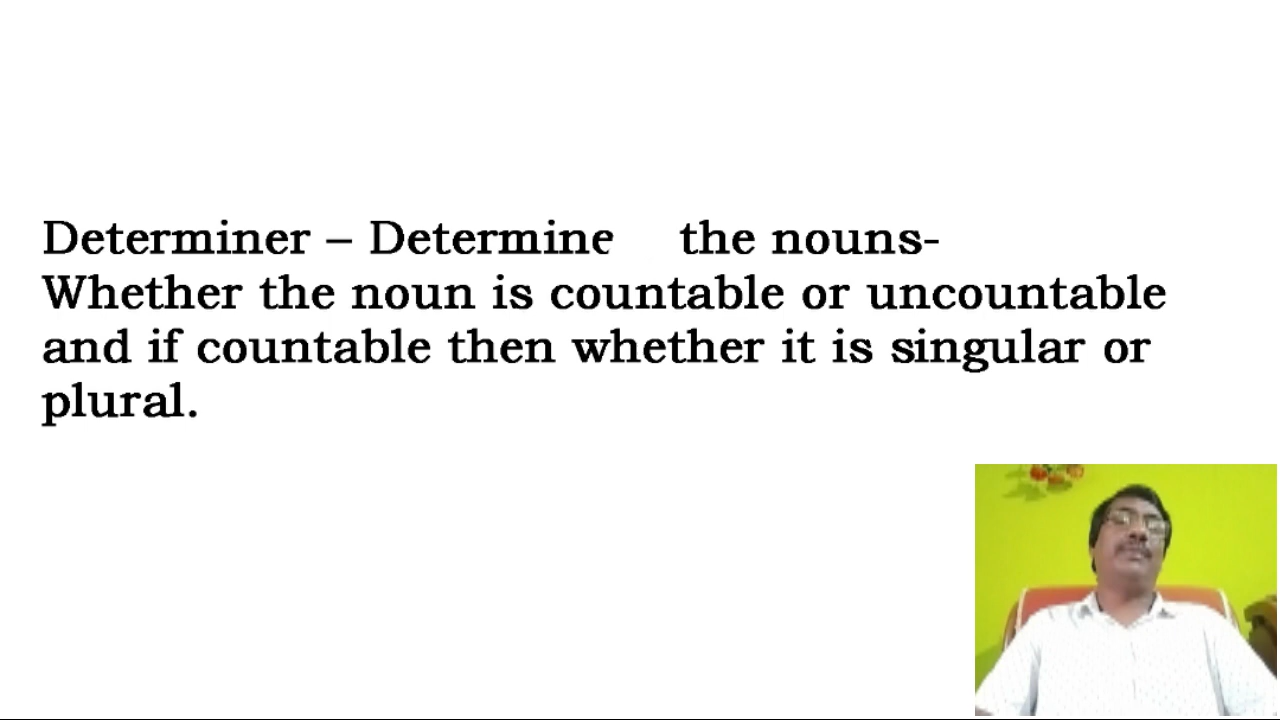 Determiner – Determine the nouns-
Whether the noun is countable or uncountable
and if countable then whether it is singular or
plural.